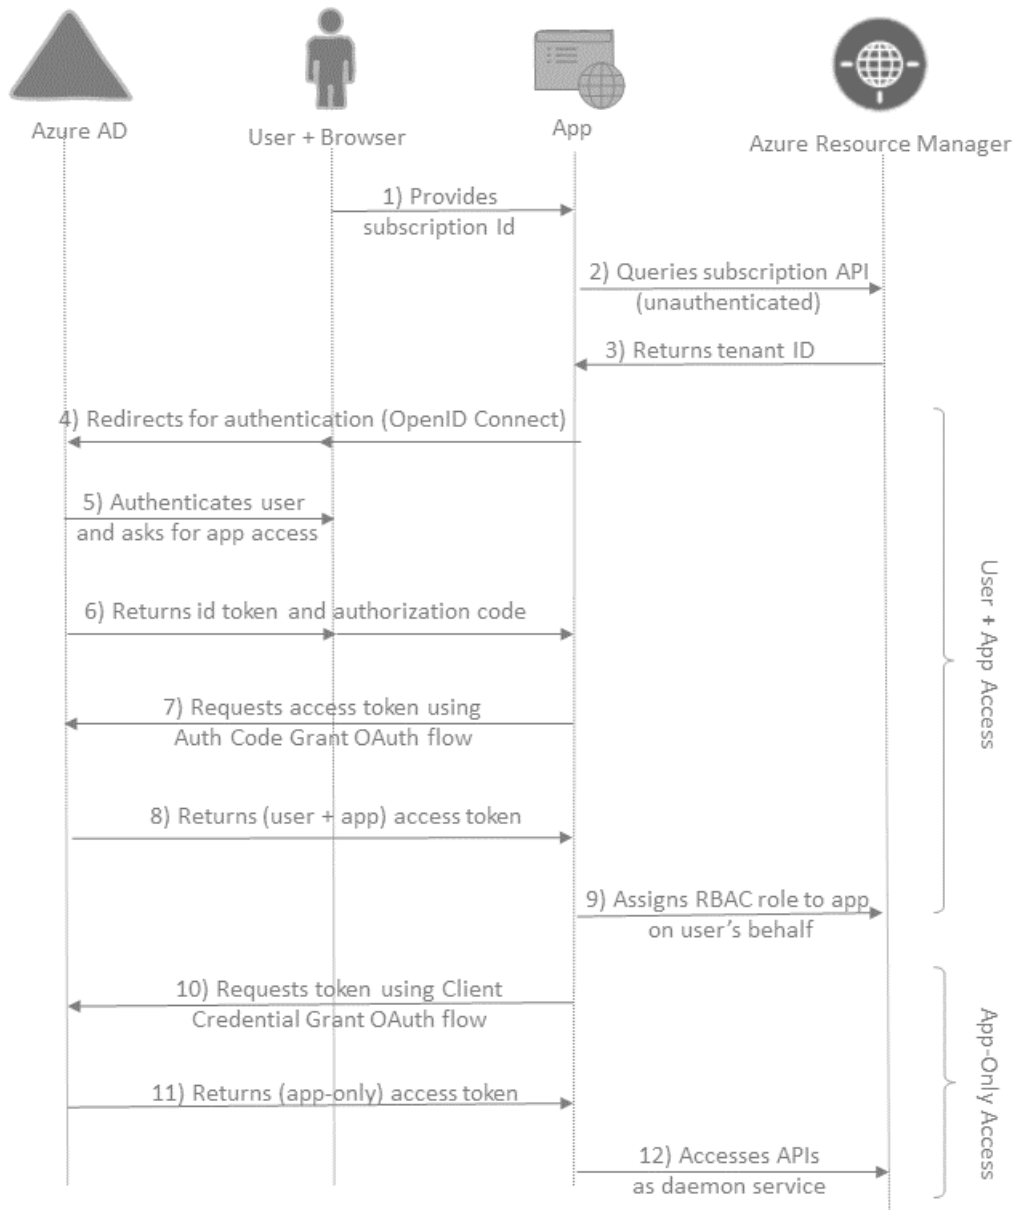 Azure AD
User + Browser
App
Azure Resource Manager
1) Provides
subscription Id
2) Queries subscription API
(unauthenticated)
3) Returns tenant ID
4) Redirects for authentication (OpenID Connect)
5) Authenticates user
and asks for app access
6) Returns id token and authorization code
7) Requests access token using
Auth Code Grant OAuth flow
8) Returns (user + app) access token
9) Assigns RBAC role to app
on user’s behalf
User + App Access
10) Requests token using Client
Credential Grant OAuth flow
11) Returns (app-only) access token
12) Accesses APIs
as daemon service
App-Only Access